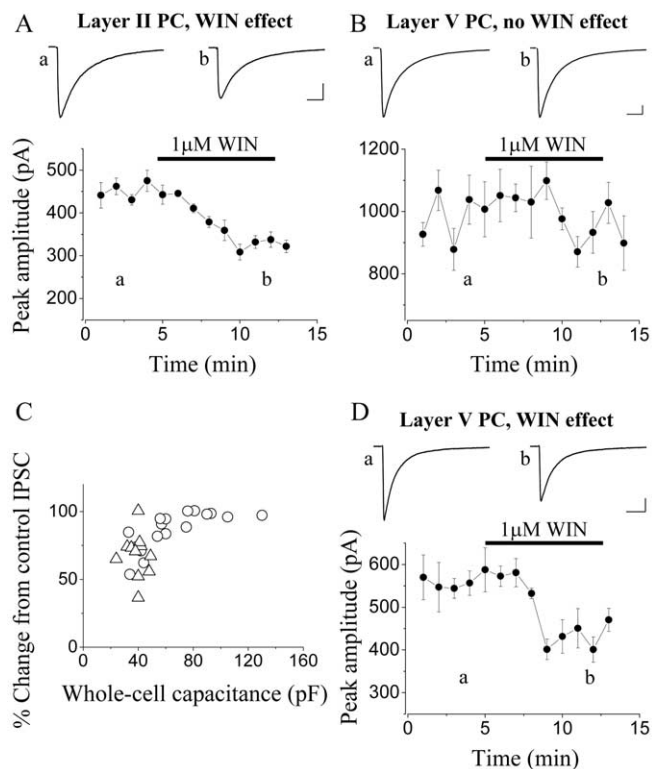 A
Layer II PC, WIN effect
a
b
1μM WIN
Peak amplitude (pA)
500
400
300
200
a
b
0
5
10
15
Time (min)
B
Layer V PC, no WIN effect
a
b
1μM WIN
1200
1000
800
a
b
0
5
10
15
Time (min)
C
% Change from control IPSC
100
50
0
0
40
80
120
160
Whole-cell capacitance (pF)
D
Layer V PC, WIN effect
a
b
1μM WIN
Peak amplitude (pA)
600
500
400
300
a
b
0
5
10
15
Time (min)